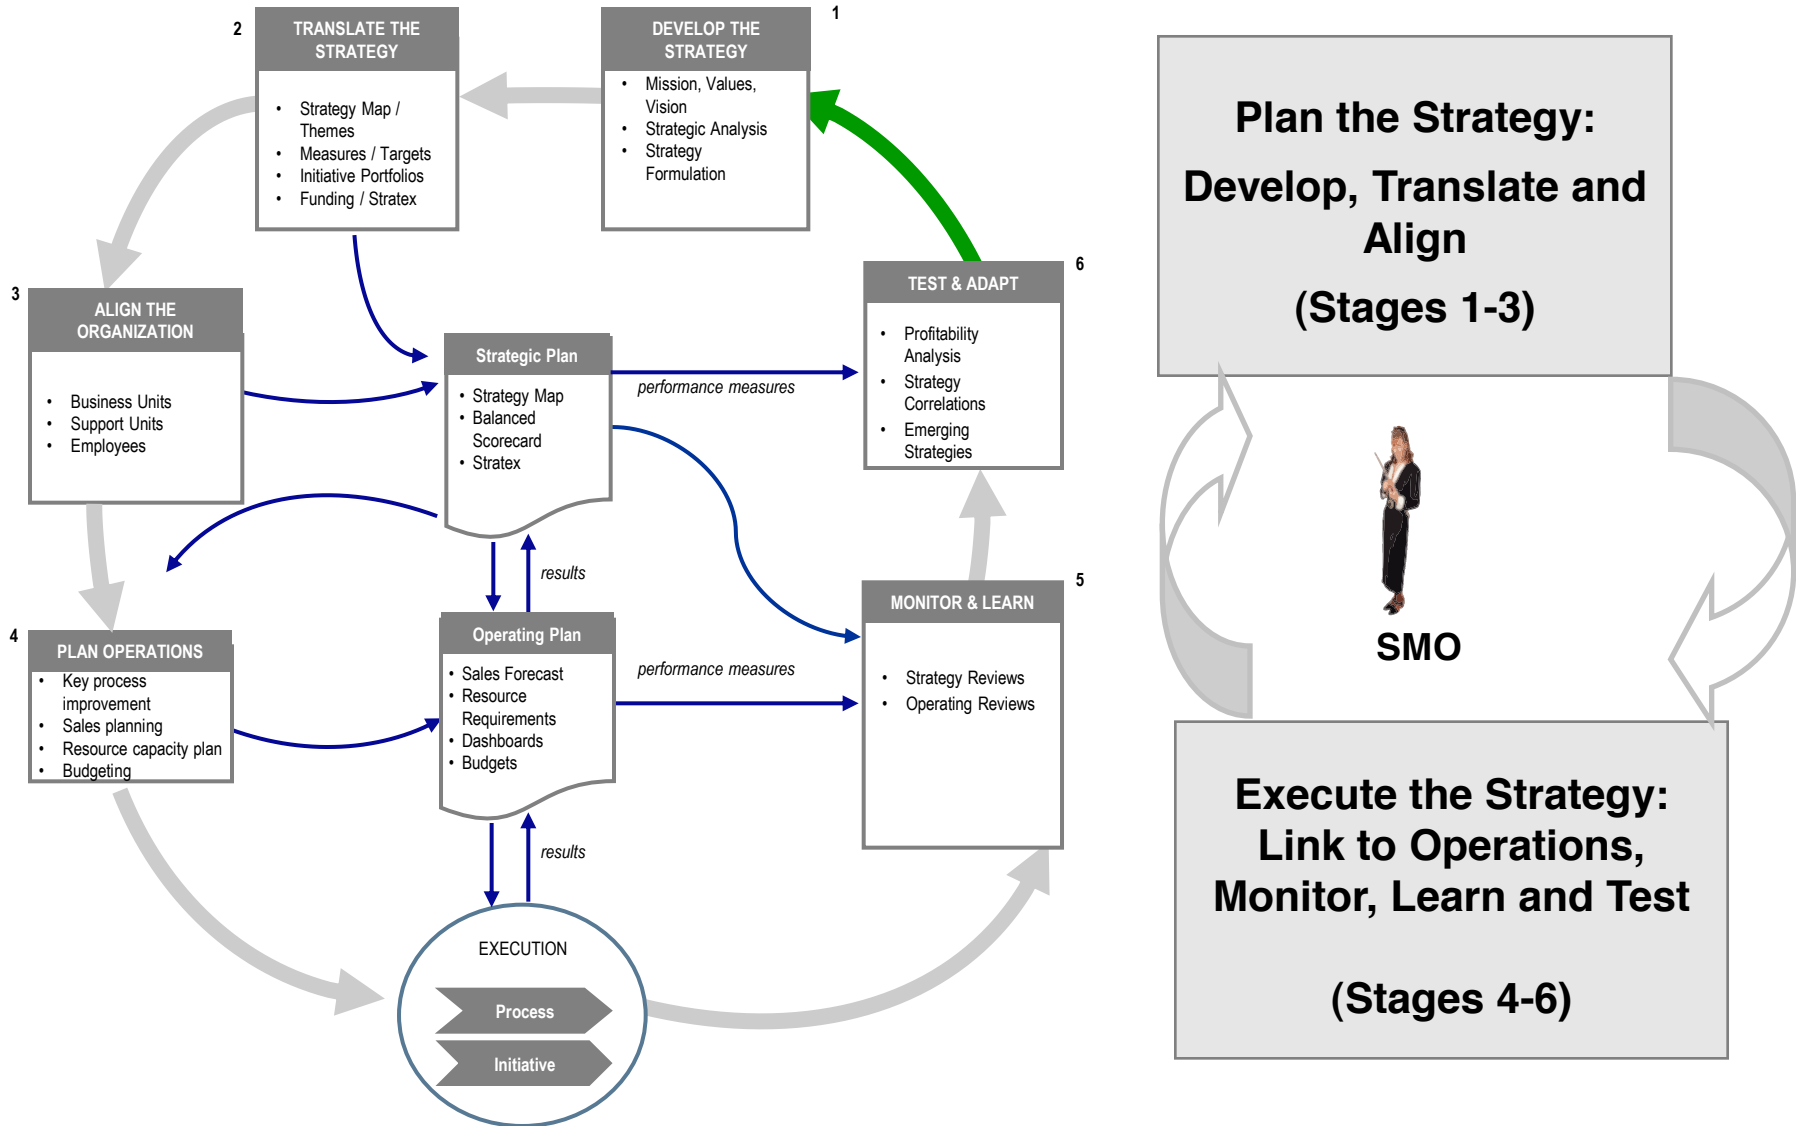 1
DEVELOP THE
STRATEGY
• Mission, Values,
Vision
• Strategic Analysis
• Strategy
Formulation
2
TRANSLATE THE
STRATEGY
• Strategy Map /
Themes
• Measures / Targets
• Initiative Portfolios
• Funding / Stratex
3
ALIGN THE
ORGANIZATION
• Business Units
• Support Units
• Employees
4
PLAN OPERATIONS
• Key process
improvement
• Sales planning
• Resource capacity plan
• Budgeting
Strategic Plan
• Strategy Map
• Balanced
Scorecard
• Stratex
performance measures
results
Operating Plan
• Sales Forecast
• Resource
Requirements
• Dashboards
• Budgets
performance measures
results
EXECUTION
Process
Initiative
5
MONITOR & LEARN
• Strategy Reviews
• Operating Reviews
6
TEST & ADAPT
• Profitability
Analysis
• Strategy
Correlations
• Emerging
Strategies
Plan the Strategy:
Develop, Translate and
Align
(Stages 1-3)
SMO
Execute the Strategy:
Link to Operations,
Monitor, Learn and Test
(Stages 4-6)